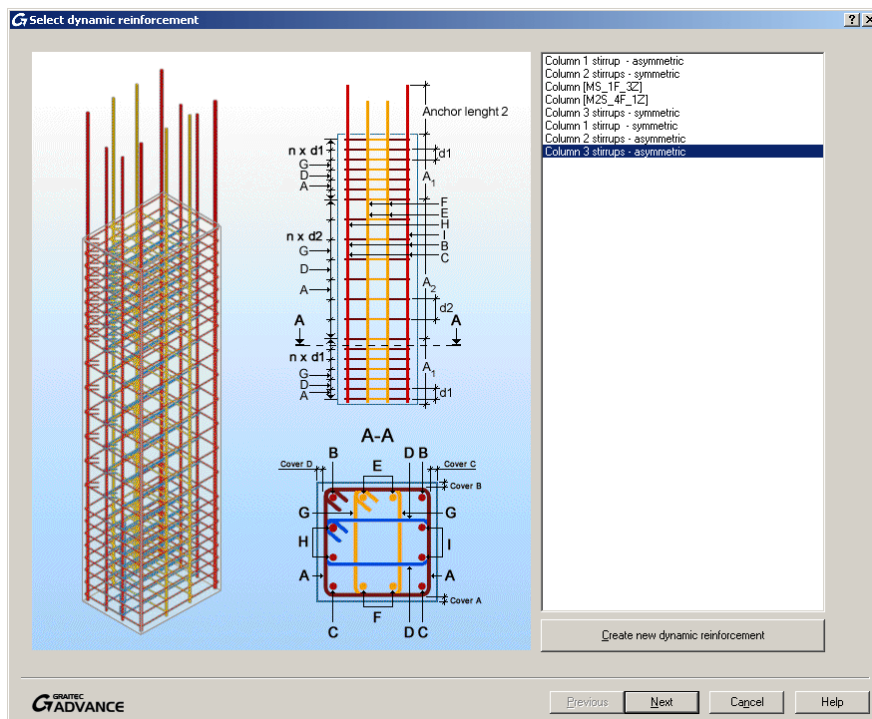 Select dynamic reinforcement
Anchor lenght 2
n x d1
G
D
A
d1
A1
F
E
H
I
B
C
n x d2
G
D
A
A2
d2
A
A
n x d1
G
D
A
A1
d1
A-A
Cover D
B
E
D
B
Cover C
Cover B
G
G
H
I
A
A
Cover A
F
C
D
C
Column 1 stirrup - asymmetric
Column 2 stirrups - symmetric
Column [MS_1F_3Z]
Column [M2S_4F_1Z]
Column 3 stirrups - symmetric
Column 1 stirrup - symmetric
Column 2 stirrups - asymmetric
Column 3 stirrups - asymmetric
Create new dynamic reinforcement
GRAITEC
ADVANCE
Previous
Next
Cancel
Help